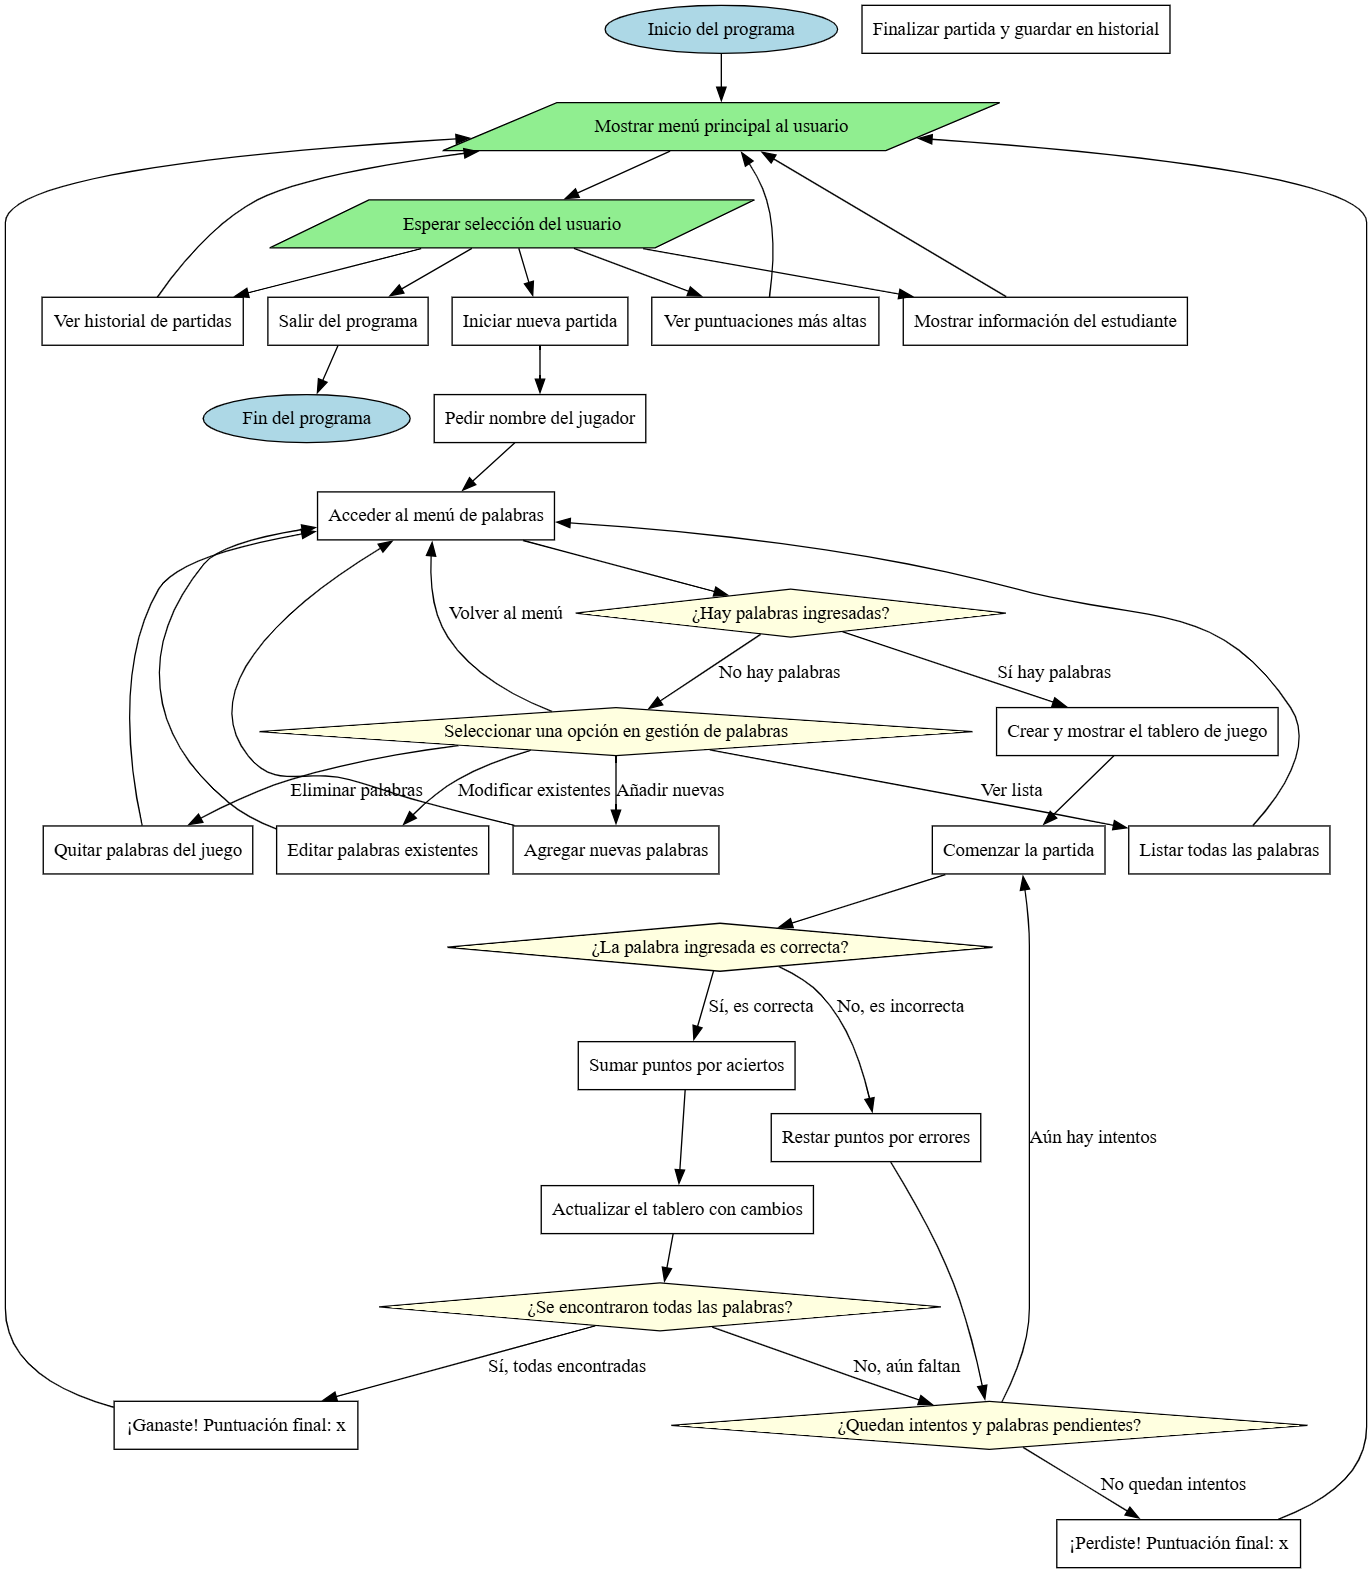 Inicio del programa
Finalizar partida y guardar en historial
Mostrar menú principal al usuario
Esperar selección del usuario
Ver historial de partidas
Salir del programa
Iniciar nueva partida
Ver puntuaciones más altas
Mostrar información del estudiante
Fin del programa
Pedir nombre del jugador
Acceder al menú de palabras
Volver al menú
¿Hay palabras ingresadas?
No hay palabras
Sí hay palabras
Seleccionar una opción en gestión de palabras
Crear y mostrar el tablero de juego
Eliminar palabras
Modificar existentes
Añadir nuevas
Ver lista
Quitar palabras del juego
Editar palabras existentes
Agregar nuevas palabras
Comenzar la partida
Listar todas las palabras
¿La palabra ingresada es correcta?
Sí, es correcta
No, es incorrecta
Sumar puntos por aciertos
Restar puntos por errores
Aún hay intentos
Actualizar el tablero con cambios
¿Se encontraron todas las palabras?
Sí, todas encontradas
No, aún faltan
¡Ganaste! Puntuación final: x
¿Quedan intentos y palabras pendientes?
No quedan intentos
¡Perdiste! Puntuación final: x